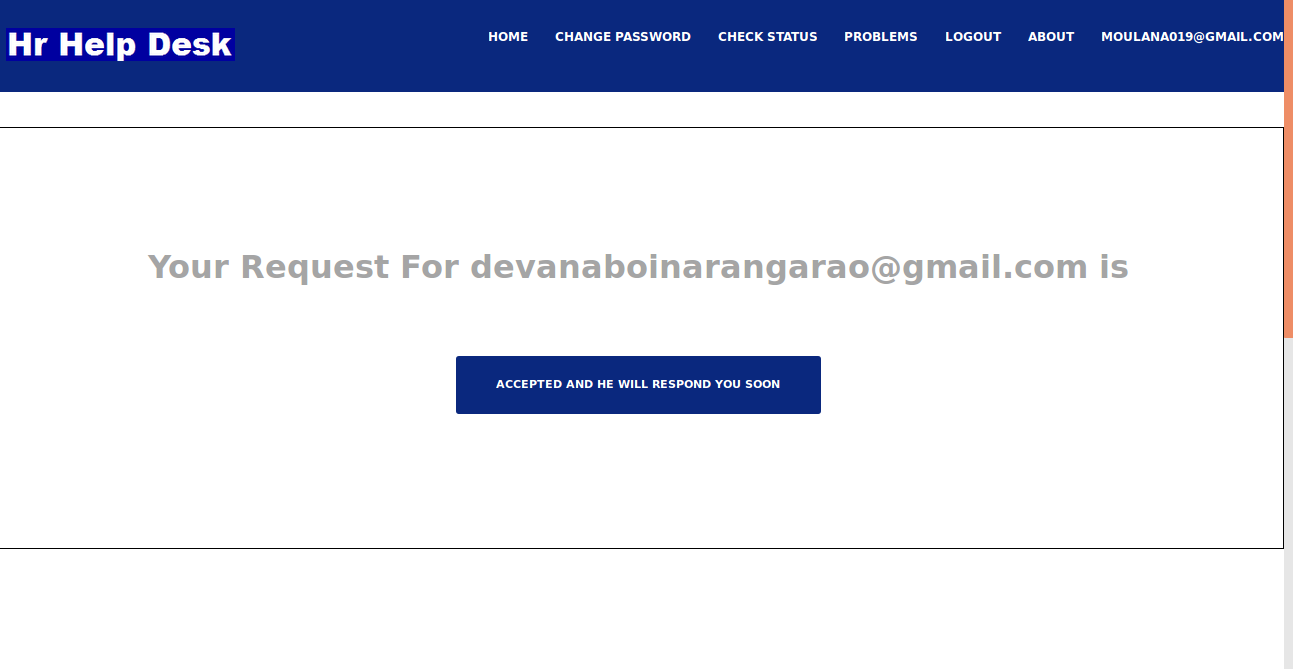 Hr Help Desk
HOME CHANGE PASSWORD CHECK STATUS PROBLEMS LOGOUT ABOUT MOULANA019@GMAIL.COM
Your Request For devanaboinarangarao@gmail.com is
ACCEPTED AND HE WILL RESPOND YOU SOON